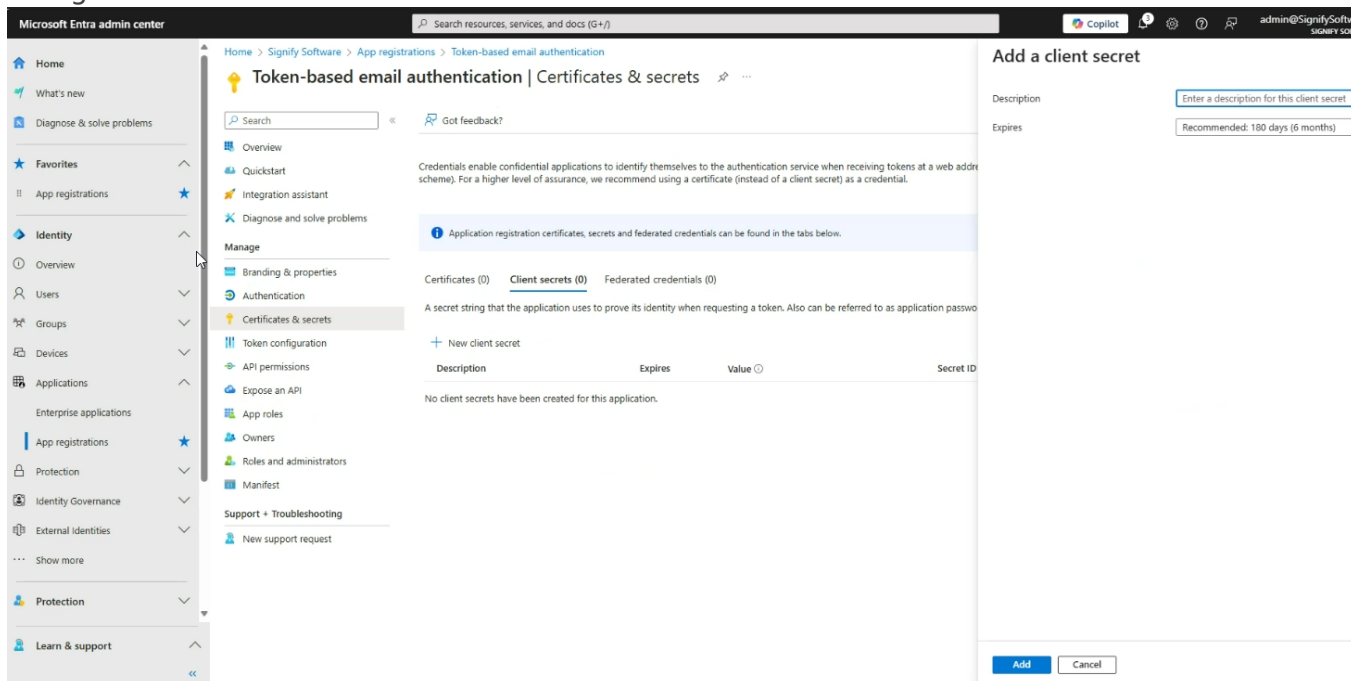 Microsoft Entra admin center
Search resources, services, and docs (G+/)
Copilot
admin@SignifySoftw
SIGNIFY SO
Home
What's new
Diagnose & solve problems
Favorites
App registrations
Identity
Overview
Users
Groups
Devices
Applications
Enterprise applications
App registrations
Protection
Identity Governance
External Identities
Show more
Protection
Learn & support
Home > Signify Software > App registrations > Token-based email authentication
Token-based email authentication | Certificates & secrets
Search
Got feedback?
Overview
Quickstart
Integration assistant
Diagnose and solve problems
Manage
Branding & properties
Authentication
Certificates & secrets
Token configuration
API permissions
Expose an API
App roles
Owners
Roles and administrators
Manifest
Support + Troubleshooting
New support request
Credentials enable confidential applications to identify themselves to the authentication service when receiving tokens at a web addre
scheme). For a higher level of assurance, we recommend using a certificate (instead of a client secret) as a credential.
Application registration certificates, secrets and federated credentials can be found in the tabs below.
Certificates (0) Client secrets (0) Federated credentials (0)
A secret string that the application uses to prove its identity when requesting a token. Also can be referred to as application passwo
New client secret
Description Expires Value Secret ID
No client secrets have been created for this application.
Add a client secret
Description Enter a description for this client secret
Expires Recommended: 180 days (6 months)
Add Cancel